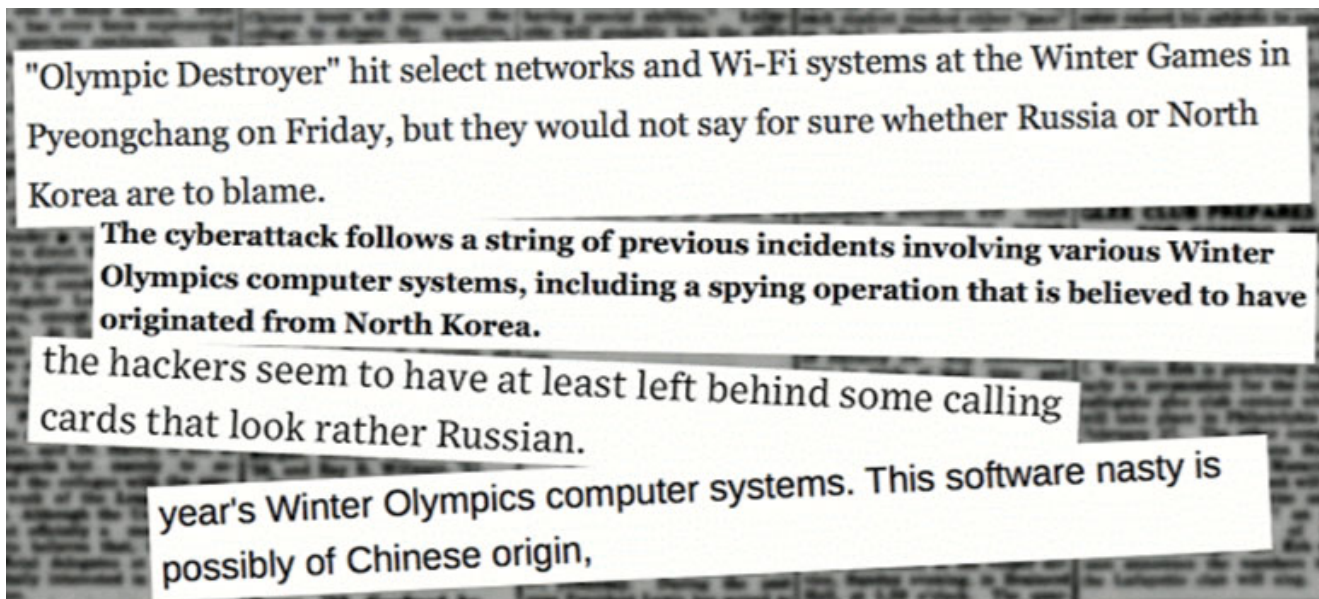 "Olympic Destroyer" hit select networks and Wi-Fi systems at the Winter Games in
Pyeongchang on Friday, but they would not say for sure whether Russia or North
Korea are to blame.
The cyberattack follows a string of previous incidents involving various Winter
Olympics computer systems, including a spying operation that is believed to have
originated from North Korea.
the hackers seem to have at least left behind some calling
cards that look rather Russian.
year's Winter Olympics computer systems. This software nasty is
possibly of Chinese origin,